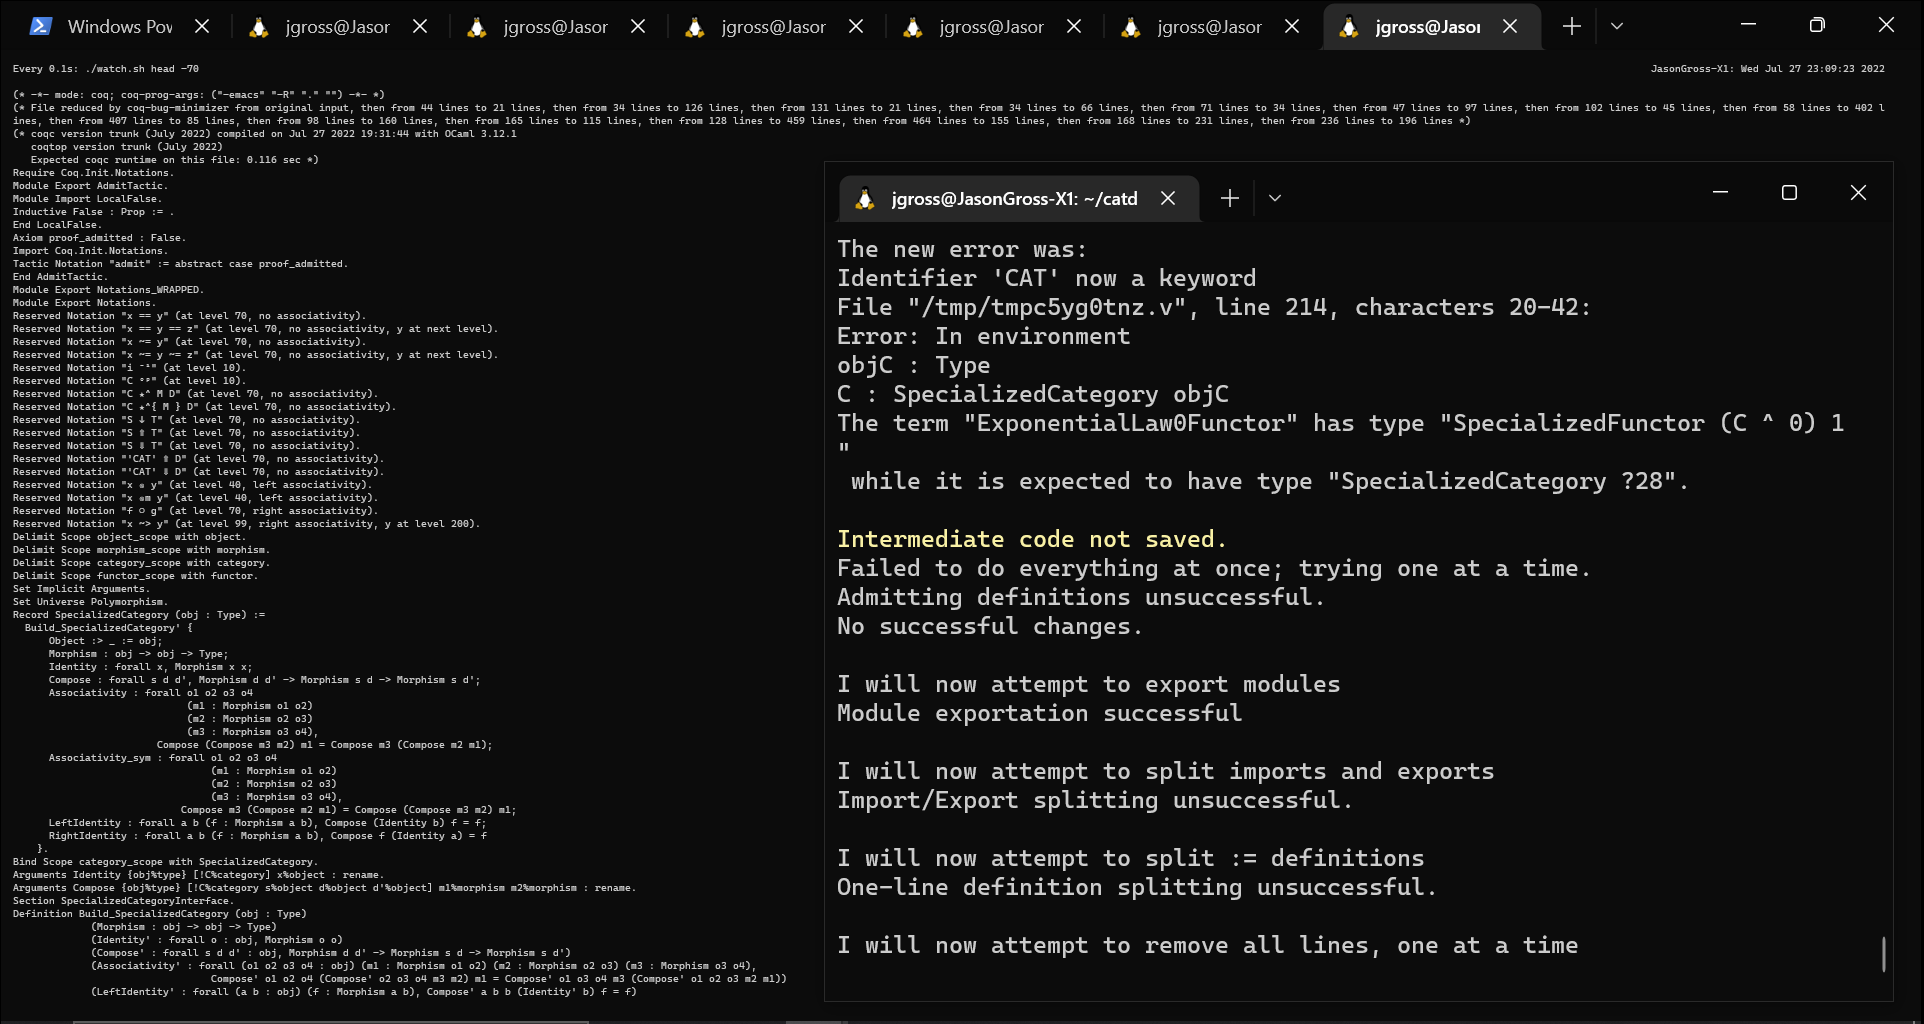 Windows Pov
jgross@Jasor
jgross@Jasor
jgross@Jasor
jgross@Jasor
jgross@Jasor
jgross@Jasor
Every 0.1s: ./watch.sh head -70
JasonGross-X1: Wed Jul 27 23:09:23 2022
(* -*- mode: coq; coq-prog-args: ("-emacs" "-R" "." "") -*- *)
(* File reduced by coq-bug-minimizer from original input, then from 44 lines to 21 lines, then from 34 lines to 126 lines, then from 131 lines to 21 lines, then from 34 lines to 66 lines, then from 71 lines to 34 lines, then from 47 lines to 97 lines, then from 102 lines to 45 lines, then from 58 lines to 402 l
ines, then from 407 lines to 85 lines, then from 98 lines to 160 lines, then from 165 lines to 115 lines, then from 128 lines to 459 lines, then from 464 lines to 155 lines, then from 168 lines to 231 lines, then from 236 lines to 196 lines *)
(* coqc version trunk (July 2022) compiled on Jul 27 2022 19:31:44 with OCaml 3.12.1
coqtop version trunk (July 2022)
Expected coqc runtime on this file: 0.116 sec *)
Require Coq.Init.Notations.
Module Export AdmitTactic.
Module Import LocalFalse.
Inductive False : Prop := .
End LocalFalse.
Axiom proof_admitted : False.
Import Coq.Init.Notations.
Tactic Notation "admit" := abstract case proof_admitted.
End AdmitTactic.
Module Export Notations_WRAPPED.
Module Export Notations.
Reserved Notation "x == y" (at level 70, no associativity).
Reserved Notation "x == y == z" (at level 70, no associativity, y at next level).
Reserved Notation "x ~= y" (at level 70, no associativity).
Reserved Notation "x ~= y ~= z" (at level 70, no associativity, y at next level).
Reserved Notation "i ⁻¹" (at level 10).
Reserved Notation "C ᵒᵖ" (at level 10).
Reserved Notation "C ★^ M D" (at level 70, no associativity).
Reserved Notation "C ★^{ M } D" (at level 70, no associativity).
Reserved Notation "S ↓ T" (at level 70, no associativity).
Reserved Notation "S ⇑ T" (at level 70, no associativity).
Reserved Notation "S ⇓ T" (at level 70, no associativity).
Reserved Notation "'CAT' ⇑ D" (at level 70, no associativity).
Reserved Notation "'CAT' ⇓ D" (at level 70, no associativity).
Reserved Notation "x ⊗ y" (at level 40, left associativity).
Reserved Notation "x ⊗m y" (at level 40, left associativity).
Reserved Notation "f ○ g" (at level 70, right associativity).
Reserved Notation "x ~> y" (at level 99, right associativity, y at level 200).
Delimit Scope object_scope with object.
Delimit Scope morphism_scope with morphism.
Delimit Scope category_scope with category.
Delimit Scope functor_scope with functor.
Set Implicit Arguments.
Set Universe Polymorphism.
Record SpecializedCategory (obj : Type) :=
Build_SpecializedCategory' {
Object :> _ := obj;
Morphism : obj -> obj -> Type;
Identity : forall x, Morphism x x;
Compose : forall s d d', Morphism d d' -> Morphism s d -> Morphism s d';
Associativity : forall o1 o2 o3 o4
(m1 : Morphism o1 o2)
(m2 : Morphism o2 o3)
(m3 : Morphism o3 o4),
Compose (Compose m3 m2) m1 = Compose m3 (Compose m2 m1);
Associativity_sym : forall o1 o2 o3 o4
(m1 : Morphism o1 o2)
(m2 : Morphism o2 o3)
(m3 : Morphism o3 o4),
Compose m3 (Compose m2 m1) = Compose (Compose m3 m2) m1;
LeftIdentity : forall a b (f : Morphism a b), Compose (Identity b) f = f;
RightIdentity : forall a b (f : Morphism a b), Compose f (Identity a) = f
}.
Bind Scope category_scope with SpecializedCategory.
Arguments Identity {obj%type} [!C%category] x%object : rename.
Arguments Compose {obj%type} [!C%category s%object d%object d'%object] m1%morphism m2%morphism : rename.
Section SpecializedCategoryInterface.
Definition Build_SpecializedCategory (obj : Type)
(Morphism : obj -> obj -> Type)
(Identity' : forall o : obj, Morphism o o)
(Compose' : forall s d d' : obj, Morphism d d' -> Morphism s d -> Morphism s d')
(Associativity' : forall (o1 o2 o3 o4 : obj) (m1 : Morphism o1 o2) (m2 : Morphism o2 o3) (m3 : Morphism o3 o4),
Compose' o1 o2 o4 (Compose' o2 o3 o4 m3 m2) m1 = Compose' o1 o3 o4 m3 (Compose' o1 o2 o3 m2 m1))
(LeftIdentity' : forall (a b : obj) (f : Morphism a b), Compose' a b b (Identity' b) f = f)
jgross@JasonGross-X1: ~/catd
The new error was:
Identifier 'CAT' now a keyword
File "/tmp/tmpc5yg0tnz.v", line 214, characters 20-42:
Error: In environment
objC : Type
C : SpecializedCategory objC
The term "ExponentialLaw0Functor" has type "SpecializedFunctor (C ^ 0) 1
"
while it is expected to have type "SpecializedCategory ?28".
Intermediate code not saved.
Failed to do everything at once; trying one at a time.
Admitting definitions unsuccessful.
No successful changes.
I will now attempt to export modules
Module exportation successful
I will now attempt to split imports and exports
Import/Export splitting unsuccessful.
I will now attempt to split := definitions
One-line definition splitting unsuccessful.
I will now attempt to remove all lines, one at a time